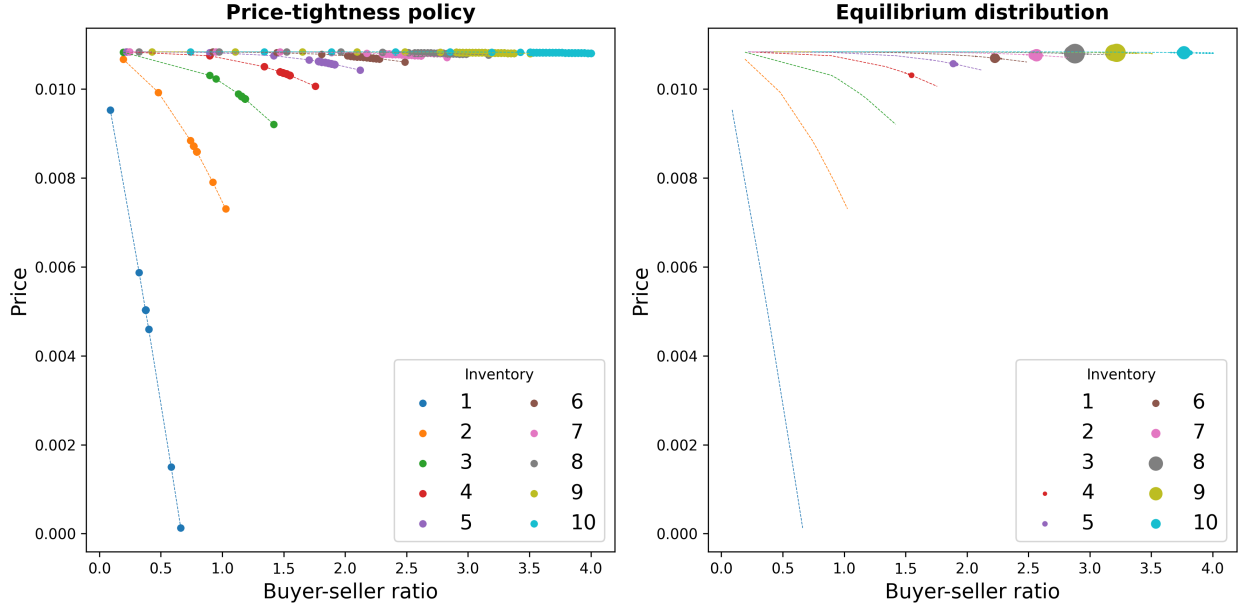 Price-tightness policy
Price
0.010
0.008
0.006
0.004
0.002
0.000
0.0 0.5 1.0 1.5 2.0 2.5 3.0 3.5 4.0
Buyer-seller ratio
Inventory
1 6
2 7
3 8
4 9
5 10
Equilibrium distribution
Price
0.010
0.008
0.006
0.004
0.002
0.000
0.0 0.5 1.0 1.5 2.0 2.5 3.0 3.5 4.0
Buyer-seller ratio
Inventory
1 6
2 7
3 8
4 9
5 10